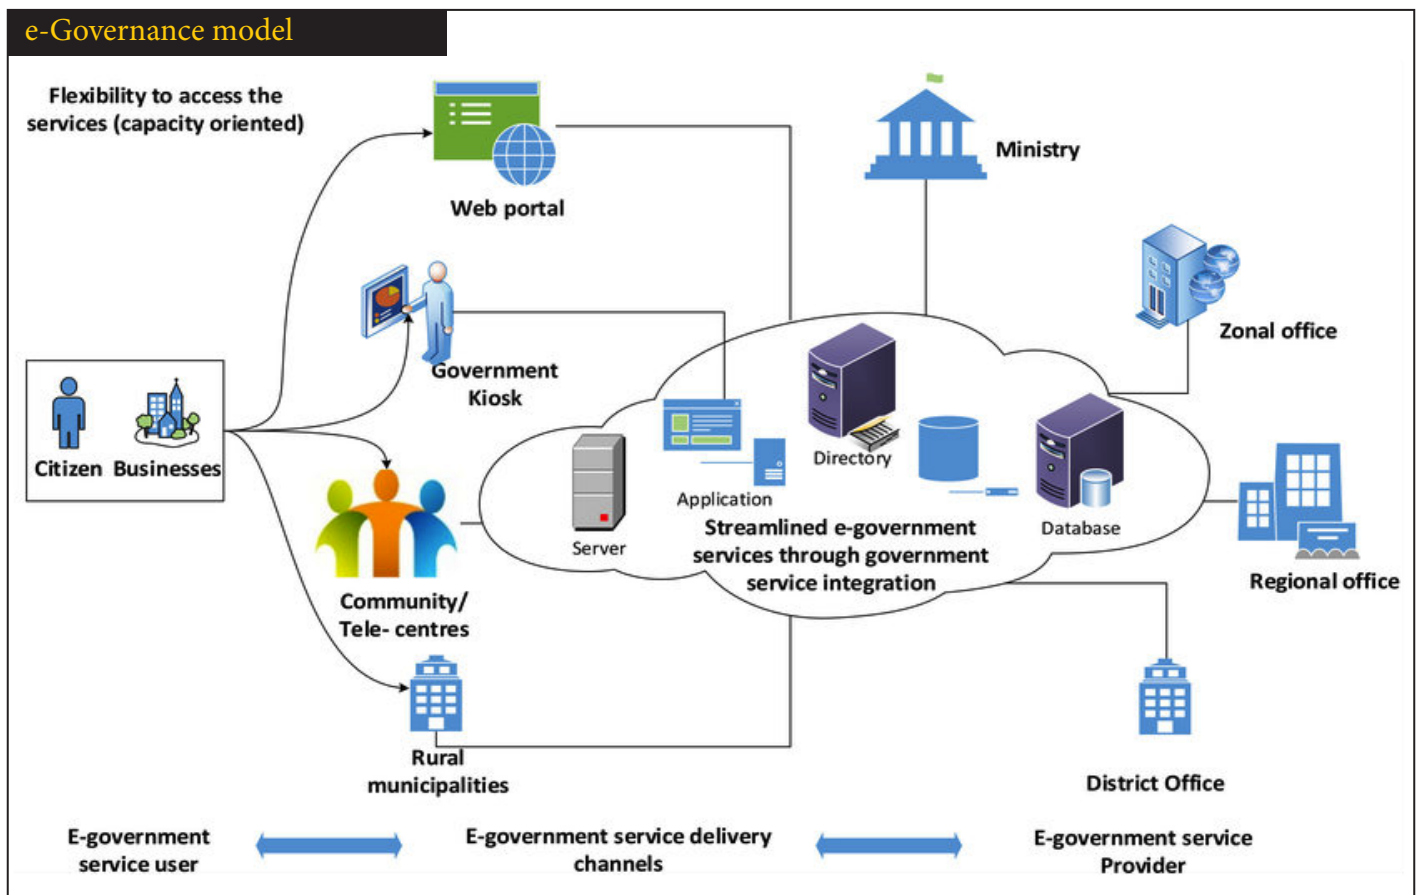 e-Governance model
Flexibility to access the
services (capacity oriented)
Web portal
Ministry
Zonal office
Government
Kiosk
Citizen
Businesses
Directory
Application
Server
Database
Streamlined e-government
services through government
service integration
Regional office
Community/
Tele- centres
Rural
municipalities
District Office
E-government
service user
E-government service delivery
channels
E-government service
Provider